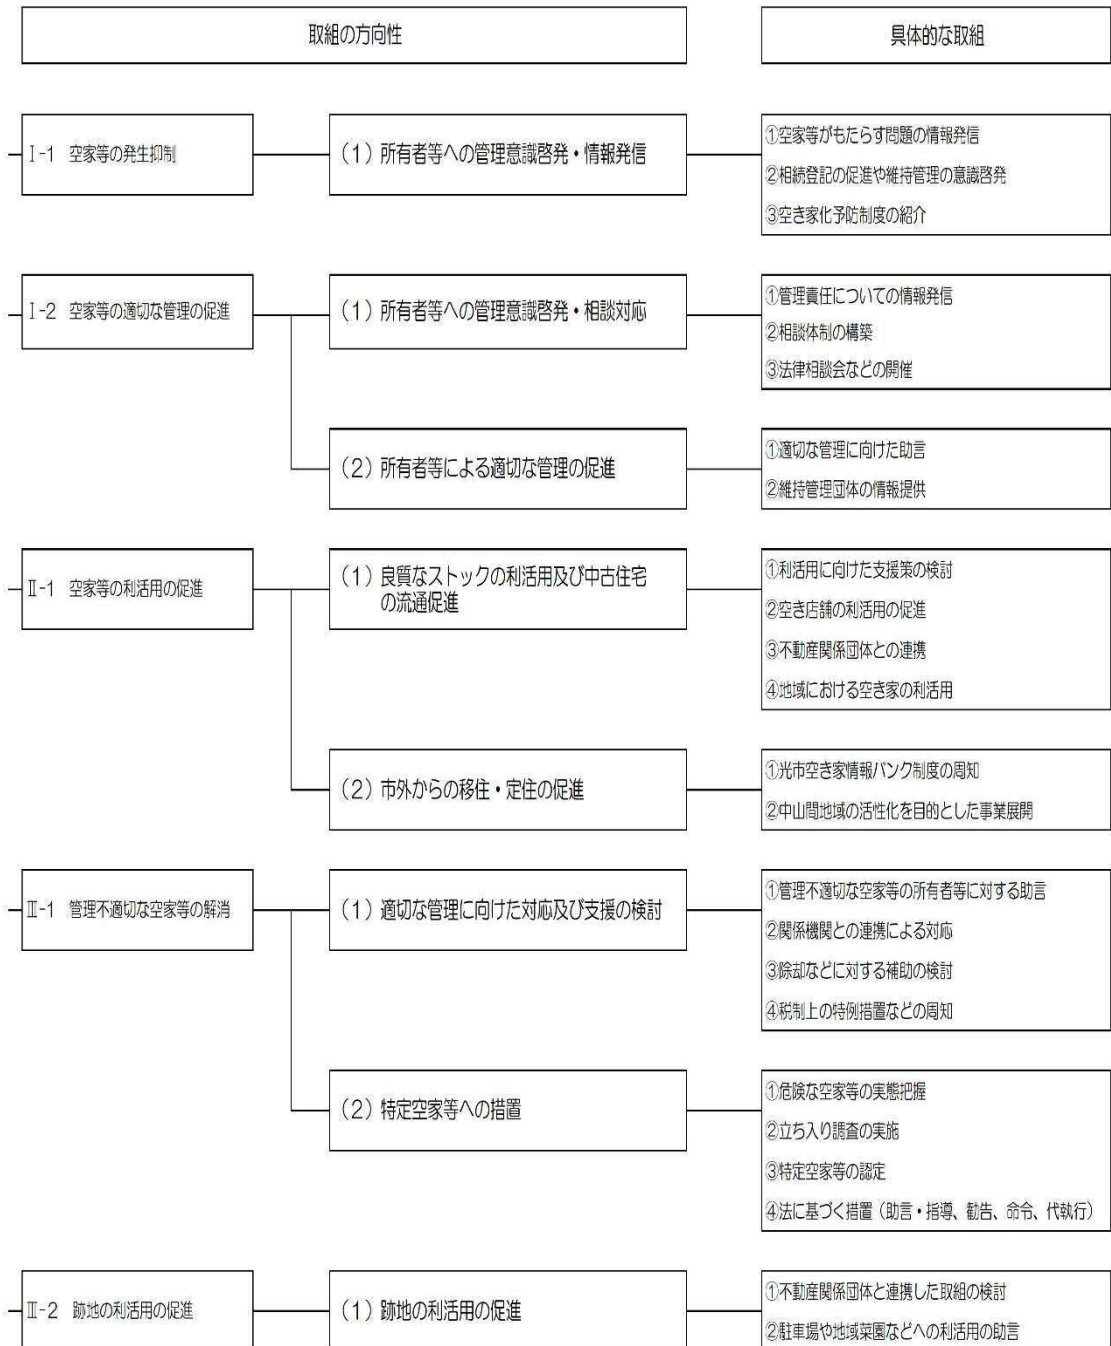 取組の方向性
具体的な取組
Ⅰ-1 空家等の発生抑制
（1）所有者等への管理意識啓発・情報発信
①空家等がもたらす問題の情報発信
②相続登記の促進や維持管理の意識啓発
③空き家化予防制度の紹介
Ⅰ-2 空家等の適切な管理の促進
（1）所有者等への管理意識啓発・相談対応
①管理責任についての情報発信
②相談体制の構築
③法律相談会などの開催
（2）所有者等による適切な管理の促進
①適切な管理に向けた助言
②維持管理団体の情報提供
Ⅱ-1 空家等の利活用の促進
（1）良質なストックの利活用及び中古住宅
の流通促進
①利活用に向けた支援策の検討
②空き店舗の利活用の促進
③不動産関係団体との連携
④地域における空き家の利活用
（2）市外からの移住・定住の促進
①光市空き家情報バンク制度の周知
②中山間地域の活性化を目的とした事業展開
Ⅲ-1 管理不適切な空家等の解消
（1）適切な管理に向けた対応及び支援の検討
①管理不適切な空家等の所有者等に対する助言
②関係機関との連携による対応
③除却などに対する補助の検討
④税制上の特例措置などの周知
（2）特定空家等への措置
①危険な空家等の実態把握
②立ち入り調査の実施
③特定空家等の認定
④法に基づく措置（助言・指導、勧告、命令、代執行）
Ⅲ-2 跡地の利活用の促進
（1）跡地の利活用の促進
①不動産関係団体と連携した取組の検討
②駐車場や地域菜園などへの利活用の助言